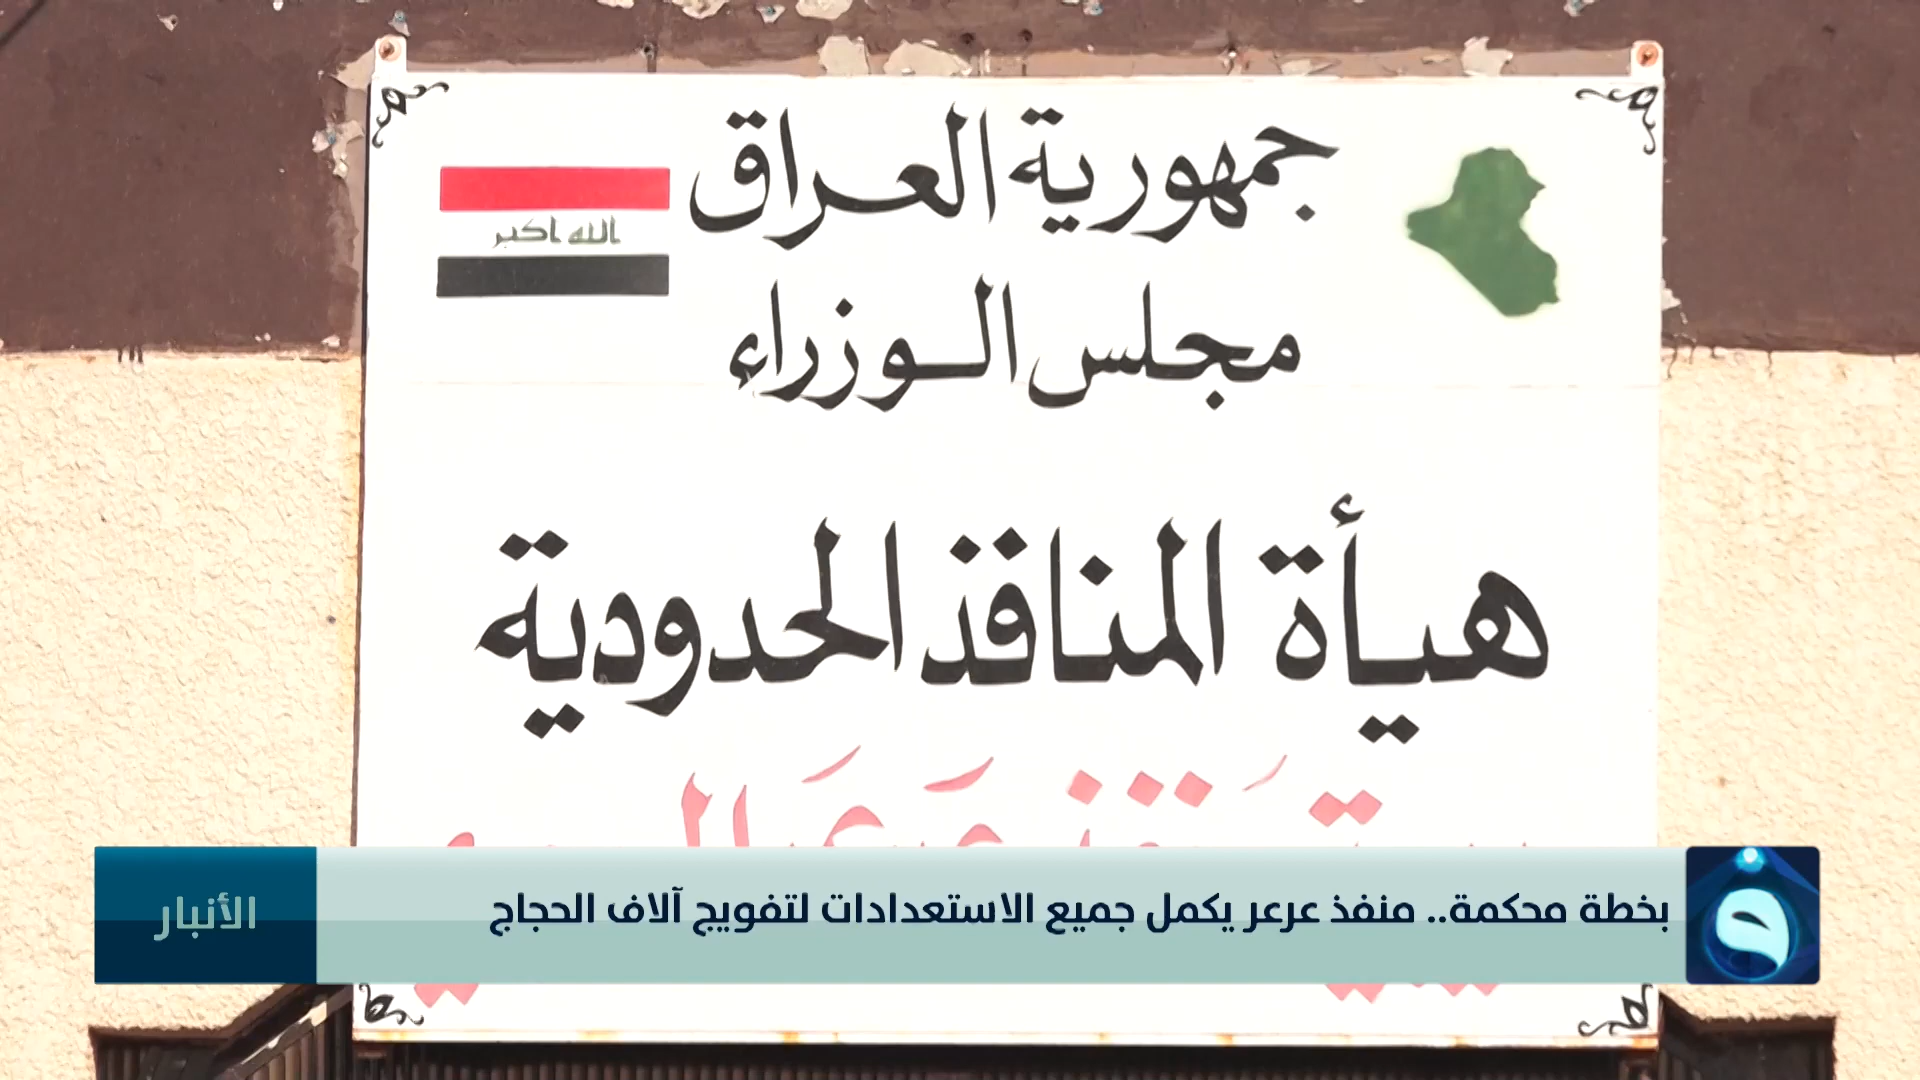 جمهورية العراق
الله اكبر
مجلس الوزراء
هيأة المنافذ الحدودية
بخطة محكمة.. منفذ عرعر يكمل جميع الاستعدادات لتفويج آلاف الحجاج
الأنبار